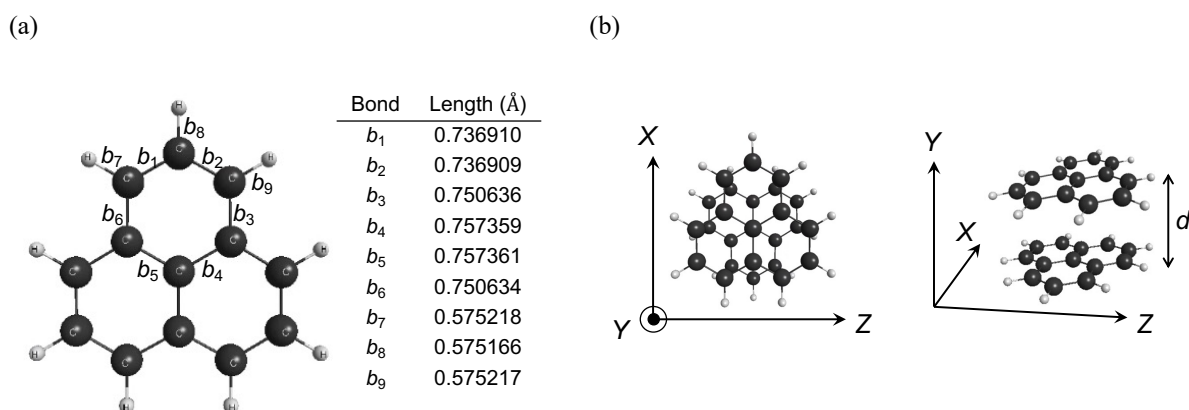 (a)
(b)
Bond Length (Å)
b1 0.736910
b2 0.736909
b3 0.750636
b4 0.757359
b5 0.757361
b6 0.750634
b7 0.575218
b8 0.575166
b9 0.575217
H
b8
H b7 b1 C b2 H
C C b9
b6 b3
H C C H
C b5 C b4 C
C C C
H C C H
H H
X
Y Z
Y
X
Z
d